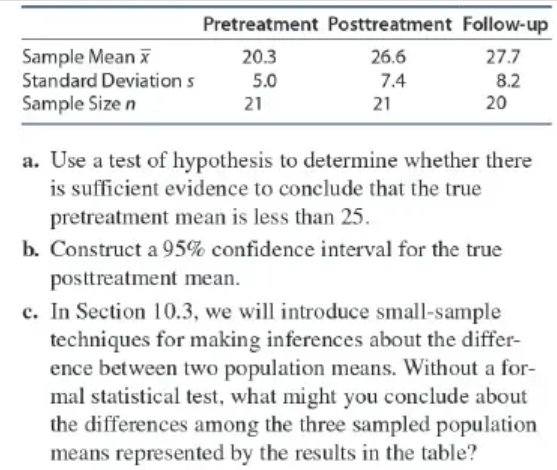 Pretreatment Posttreatment Follow-up
Sample Mean x̅ 20.3 26.6 27.7
Standard Deviation s 5.0 7.4 8.2
Sample Size n 21 21 20
a. Use a test of hypothesis to determine whether there
is sufficient evidence to conclude that the true
pretreatment mean is less than 25.
b. Construct a 95% confidence interval for the true
posttreatment mean.
c. In Section 10.3, we will introduce small-sample
techniques for making inferences about the differ-
ence between two population means. Without a for-
mal statistical test, what might you conclude about
the differences among the three sampled population
means represented by the results in the table?